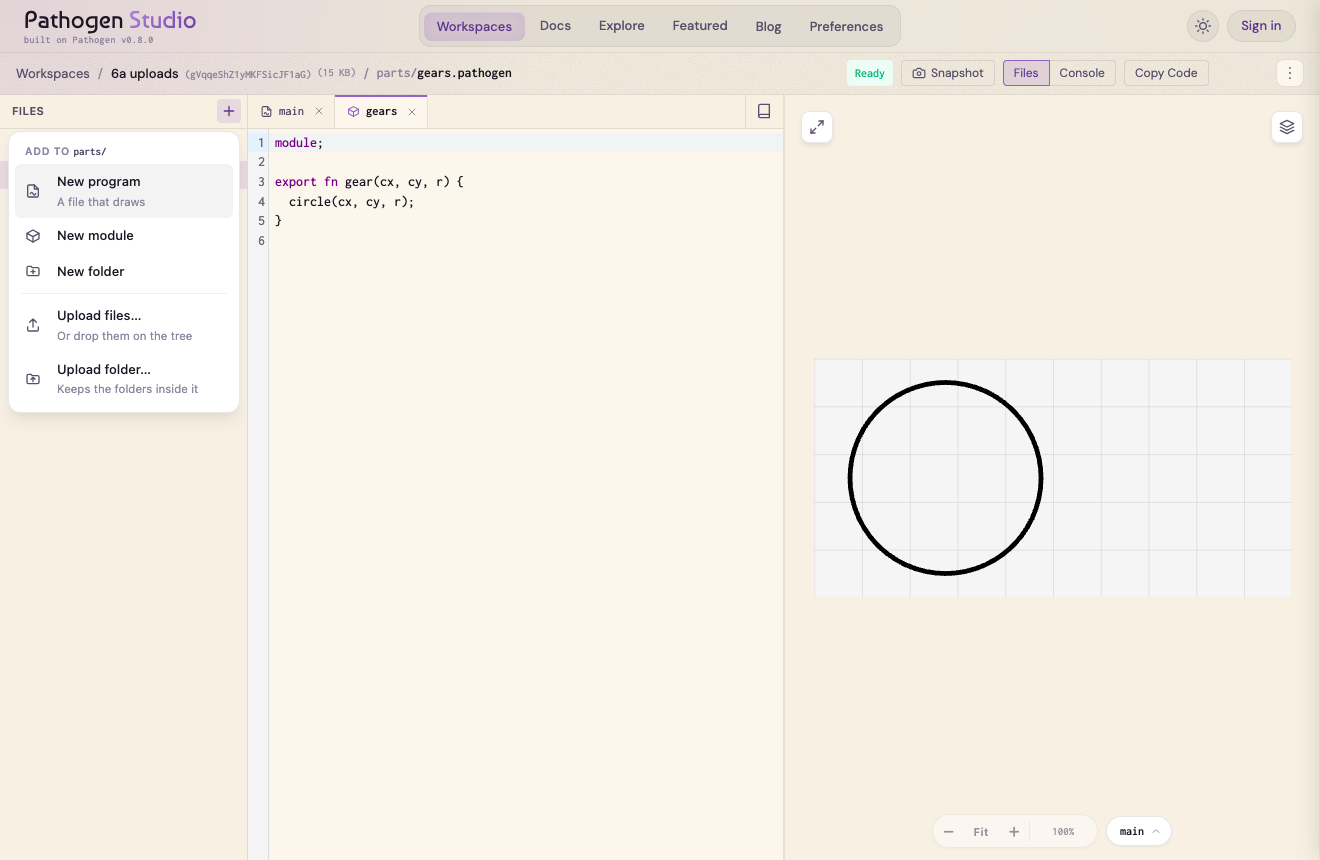 Pathogen Studio
built on Pathogen v0.8.0
Workspaces
Docs
Explore
Featured
Blog
Preferences
Sign in
Workspaces / 6a uploads (gVqqeShZ1yMKFSicJF1aG) (15 KB) / parts/gears.pathogen
Ready
Snapshot
Files
Console
Copy Code
FILES
main
gears
ADD TO parts/
New program
A file that draws
New module
New folder
Upload files...
Or drop them on the tree
Upload folder...
Keeps the folders inside it
1 module;
2
3 export fn gear(cx, cy, r) {
4 circle(cx, cy, r);
5 }
6
Fit
100%
main